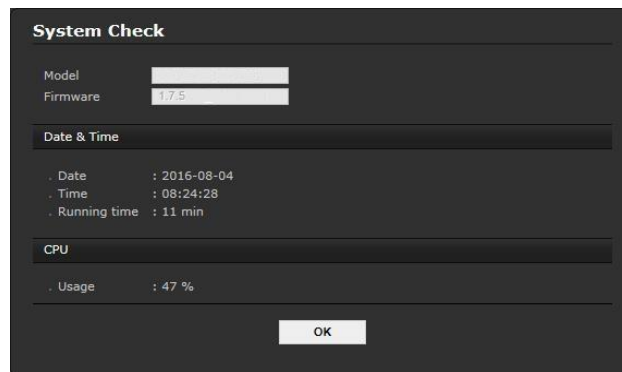 System Check
Model
Firmware 1.7.5
Date & Time
. Date : 2016-08-04
. Time : 08:24:28
. Running time : 11 min
CPU
. Usage : 47 %
OK